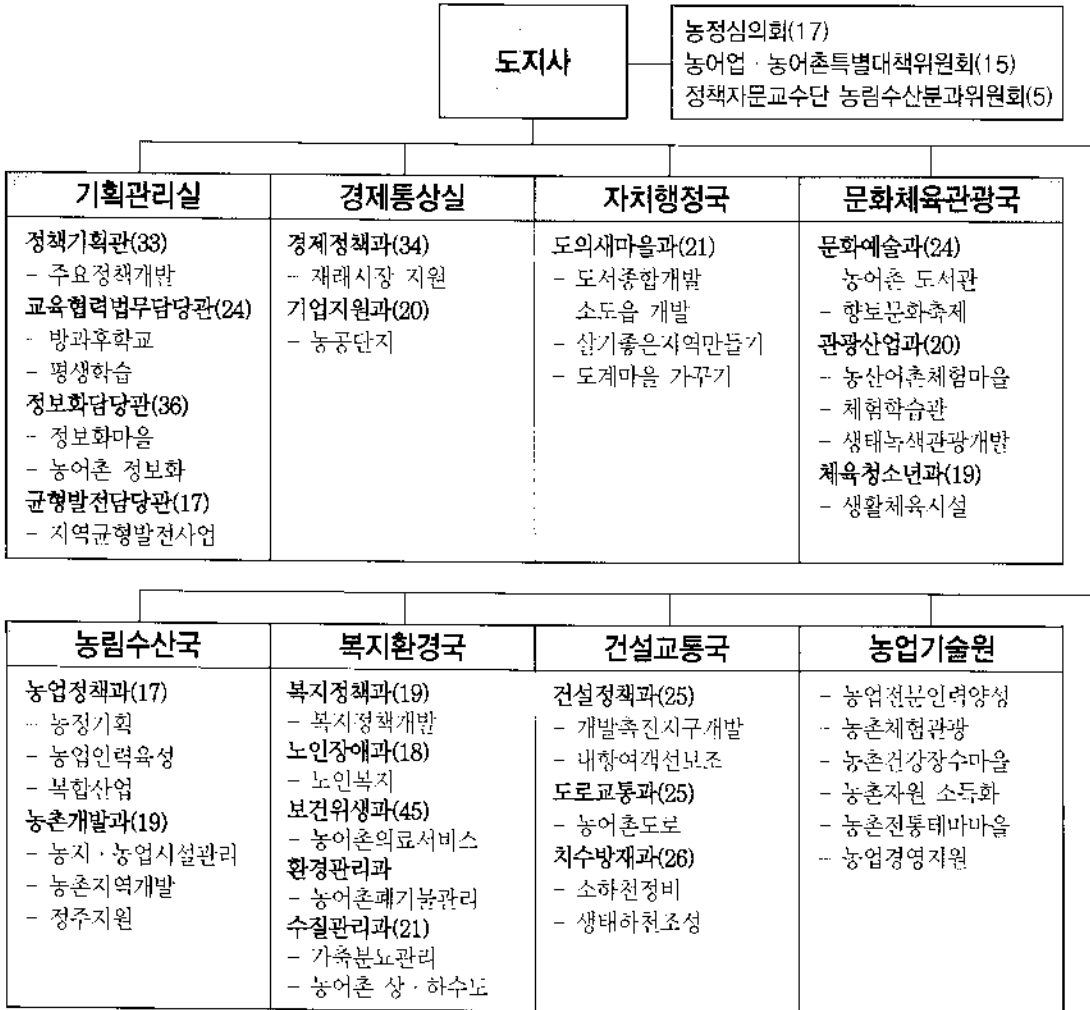 도지사
농정심의회(17)
농어업·농어촌특별대책위원회(15)
정책자문교수단 농림수산분과위원회(5)
기획관리실
정책기획관(33)
- 주요정책개발
교육협력법무담당관(24)
- 방과후학교
- 평생학습
정보화담당관(36)
- 정보화마을
- 농어촌 정보화
균형발전담당관(17)
- 지역균형발전사업
경제통상실
경제정책과(34)
- 재래시장 지원
기업지원과(20)
- 농공단지
자치행정국
도의새마을과(21)
- 도서종합개발
소도읍 개발
- 살기좋은지역만들기
- 도계마을 가꾸기
문화체육관광국
문화예술과(24)
농어촌 도서관
- 향토문화축제
관광산업과(20)
- 농산어촌체험마을
- 체험학습관
- 생태녹색관광개발
체육청소년과(19)
- 생활체육시설
농림수산국
농업정책과(17)
- 농정기획
- 농업인력육성
- 복합산업
농촌개발과(19)
- 농지·농업시설관리
- 농촌지역개발
- 정주지원
복지환경국
복지정책과(19)
- 복지정책개발
노인장애과(18)
- 노인복지
보건위생과(45)
- 농어촌의료서비스
환경관리과
- 농어촌폐기물관리
수질관리과(21)
- 가축분뇨관리
- 농어촌 상·하수도
건설교통국
건설정책과(25)
- 개발촉진지구개발
- 내항여객선보조
도로교통과(25)
- 농어촌도로
치수방재과(26)
- 소하천정비
- 생태하천조성
농업기술원
- 농업전문인력양성
- 농촌체험관광
- 농촌건강장수마을
- 농촌자원 소득화
- 농촌전통테마마을
- 농업경영지원